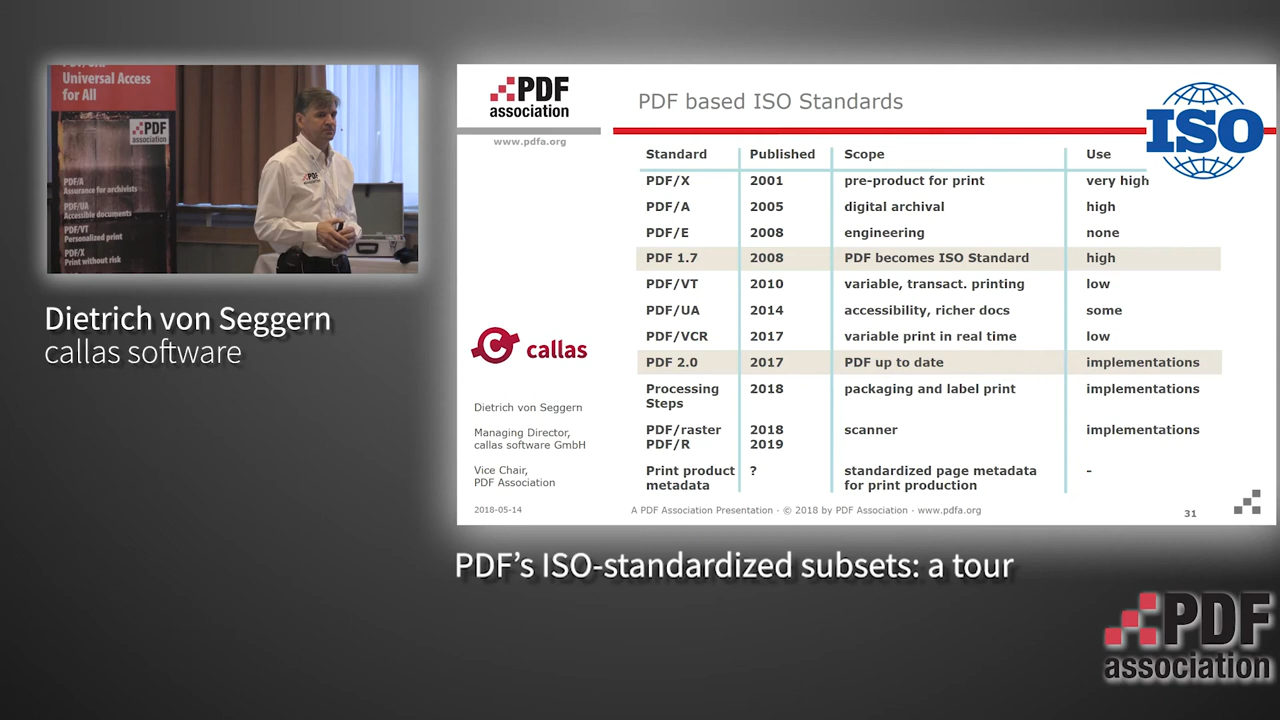 PDF/UA:
Universal Access
for All
PDF
association
PDF/A
Assurance for archivists
PDF/UA
Accessible documents
PDF/VT
Personalized print
PDF/X
Print without risk
PDF
Dietrich von Seggern
callas software
PDF
association
www.pdfa.org
PDF based ISO Standards
ISO
Standard Published Scope Use
PDF/X 2001 pre-product for print very high
PDF/A 2005 digital archival high
PDF/E 2008 engineering none
PDF 1.7 2008 PDF becomes ISO Standard high
PDF/VT 2010 variable, transact. printing low
PDF/UA 2014 accessibility, richer docs some
PDF/VCR 2017 variable print in real time low
PDF 2.0 2017 PDF up to date implementations
Processing 2018 packaging and label print implementations
Steps
PDF/raster 2018 scanner implementations
PDF/R 2019
Print product ? standardized page metadata -
metadata for print production
callas
Dietrich von Seggern
Managing Director,
callas software GmbH
Vice Chair,
PDF Association
2018-05-14
A PDF Association Presentation · © 2018 by PDF Association · www.pdfa.org
31
PDF’s ISO-standardized subsets: a tour
PDF
association